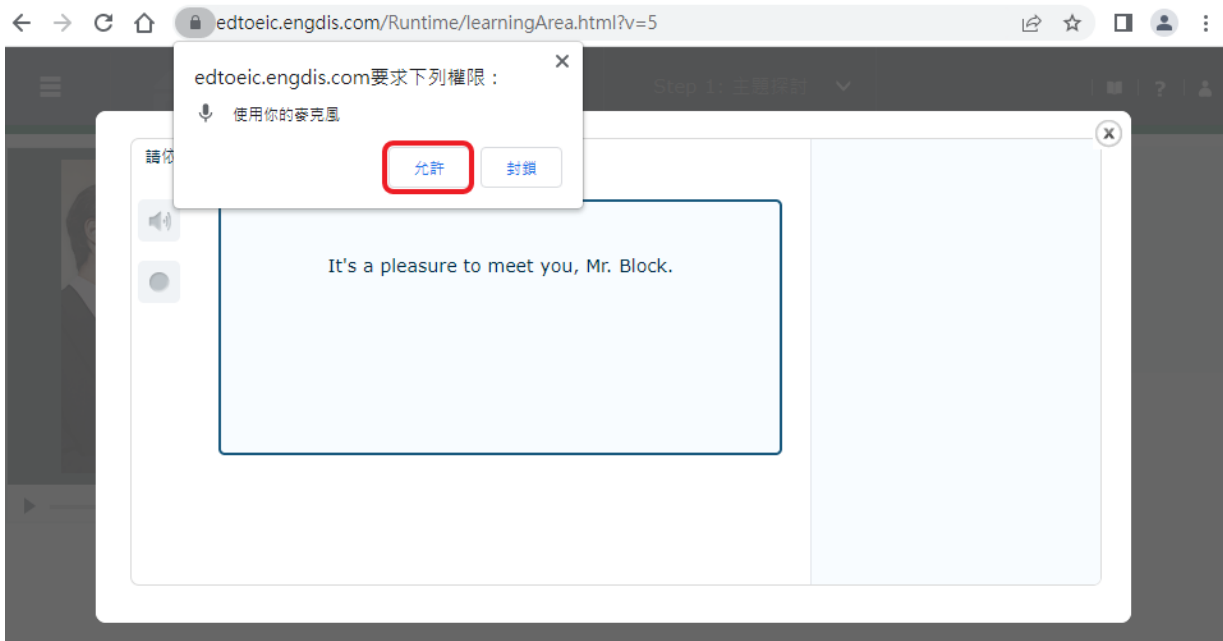 edtoeic.engdis.com/Runtime/learningArea.html?v=5
edtoeic.engdis.com要求下列權限：
使用你的麥克風
允許
封鎖
Step 1: 主題探討
?
x
請依
It's a pleasure to meet you, Mr. Block.